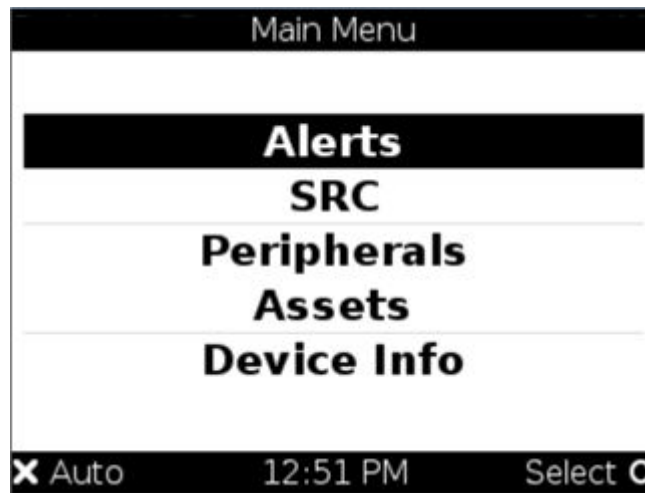 Main Menu
Alerts
SRC
Peripherals
Assets
Device Info
Auto 12:51 PM Select